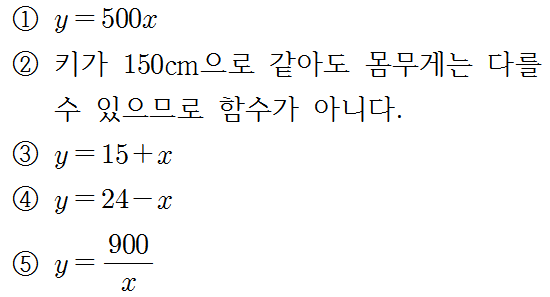 ① y=500x
② 키가 150cm으로 같아도 몸무게는 다를
수 있으므로 함수가 아니다.
③ y=15+x
④ y=24-x
⑤ y=900/x